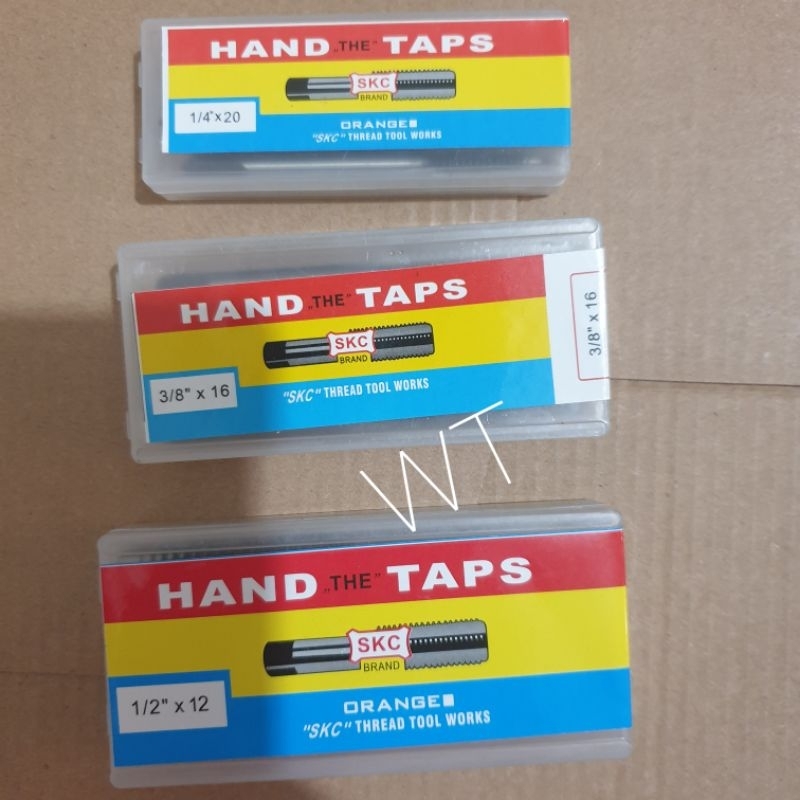 HAND „THE” TAPS
SKC
BRAND
1/4"x20
ORANGE
"SKC" THREAD TOOL WORKS
HAND „THE” TAPS
SKC
BRAND
3/8" x 16
3/8" x 16
"SKC" THREAD TOOL WORKS
WT
HAND „THE” TAPS
SKC
BRAND
1/2" x 12
ORANGE
"SKC" THREAD TOOL WORKS